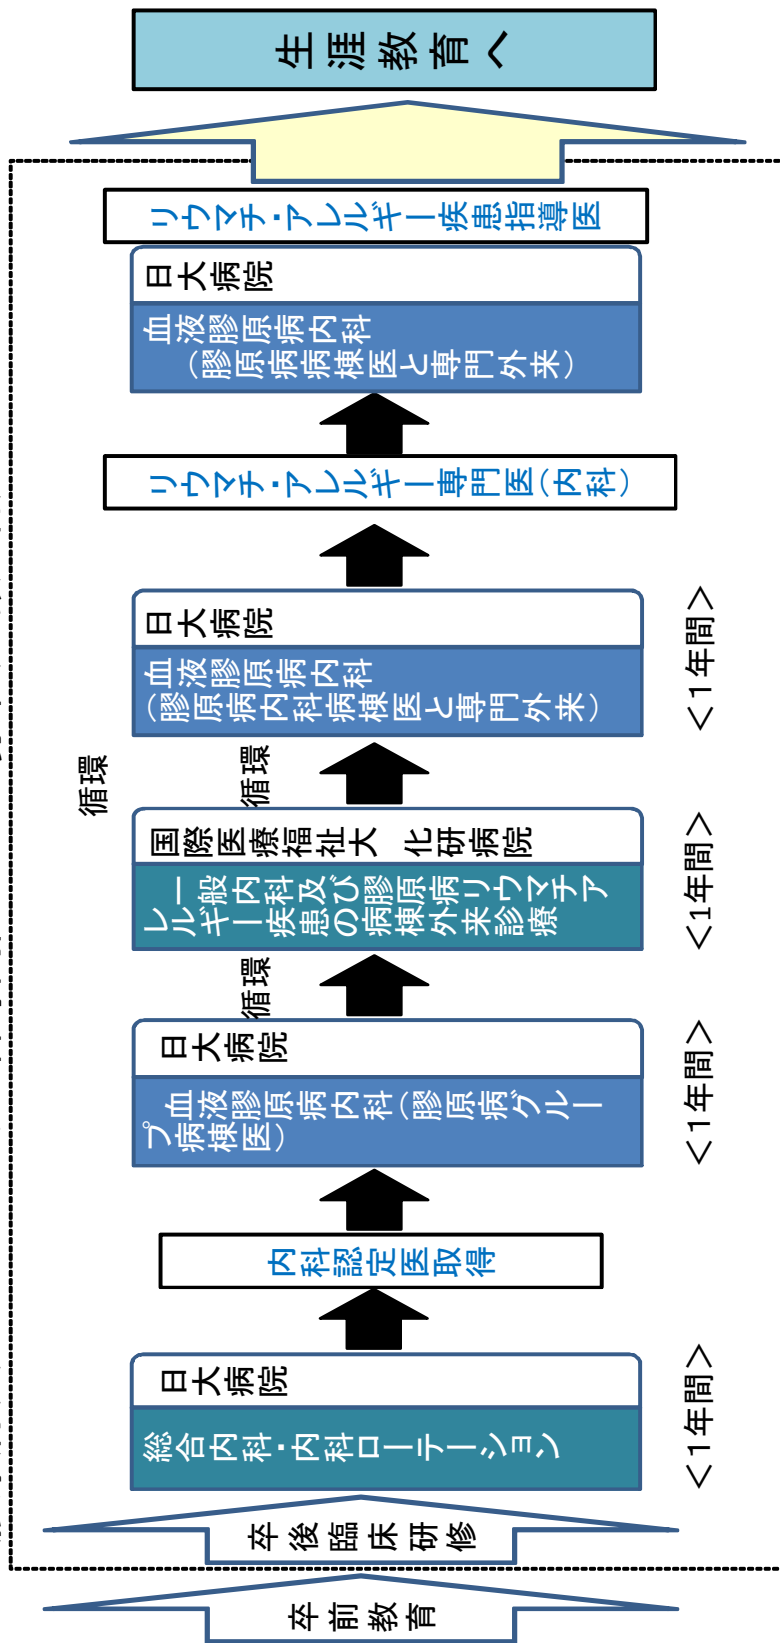 卒前教育
卒後臨床研修
日大病院
総合内科・内科ローテーション
＜1年間＞
内科認定医取得
日大病院
血液膠原病内科（膠原病グルー
プ病棟医）
＜1年間＞
循環
国際医療福祉大　化研病院
一般内科及び膠原病リウマチア
レルギー疾患の病棟外来診療
＜1年間＞
循環
循環
日大病院
血液膠原病内科
（膠原病内科病棟医と専門外来）
＜1年間＞
リウマチ・アレルギー専門医（内科）
日大病院
血液膠原病内科
（膠原病病棟医と専門外来）
リウマチ・アレルギー疾患指導医
生涯教育へ